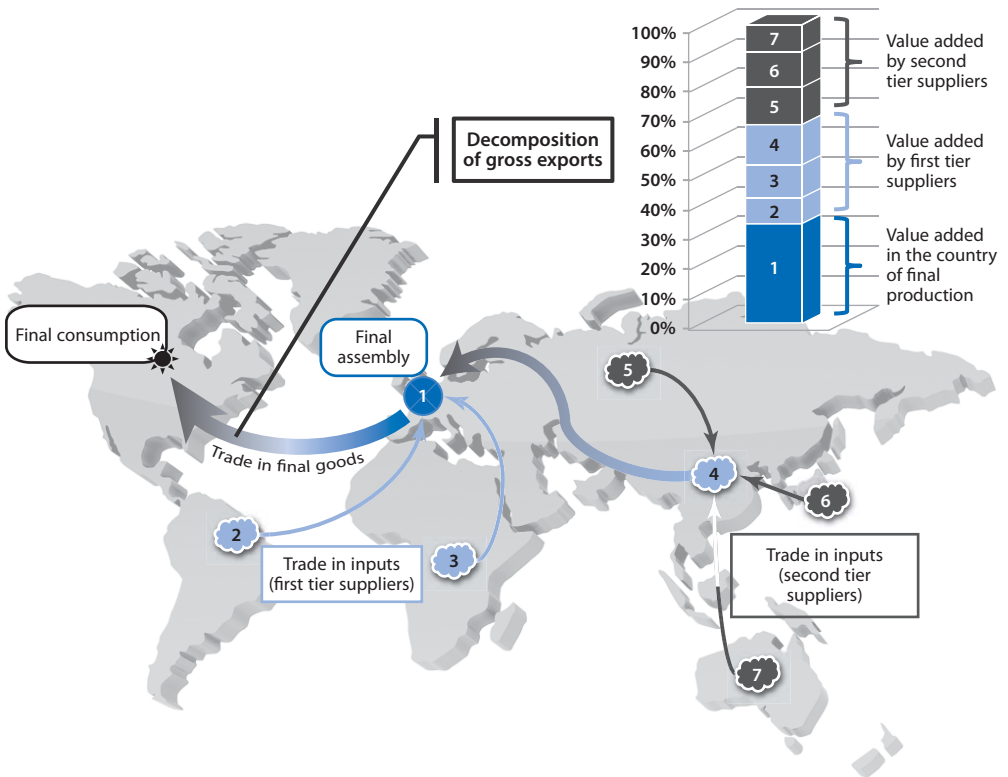 100%
90%
80%
70%
60%
50%
40%
30%
20%
10%
0%
7
6
5
4
3
2
1
Value added
by second
tier suppliers
Value added
by first tier
suppliers
Value added
in the country
of final
production
Decomposition
of gross exports
Final consumption
Final
assembly
1
Trade in final goods
2
Trade in inputs
(first tier suppliers)
3
5
4
6
Trade in inputs
(second tier
suppliers)
7